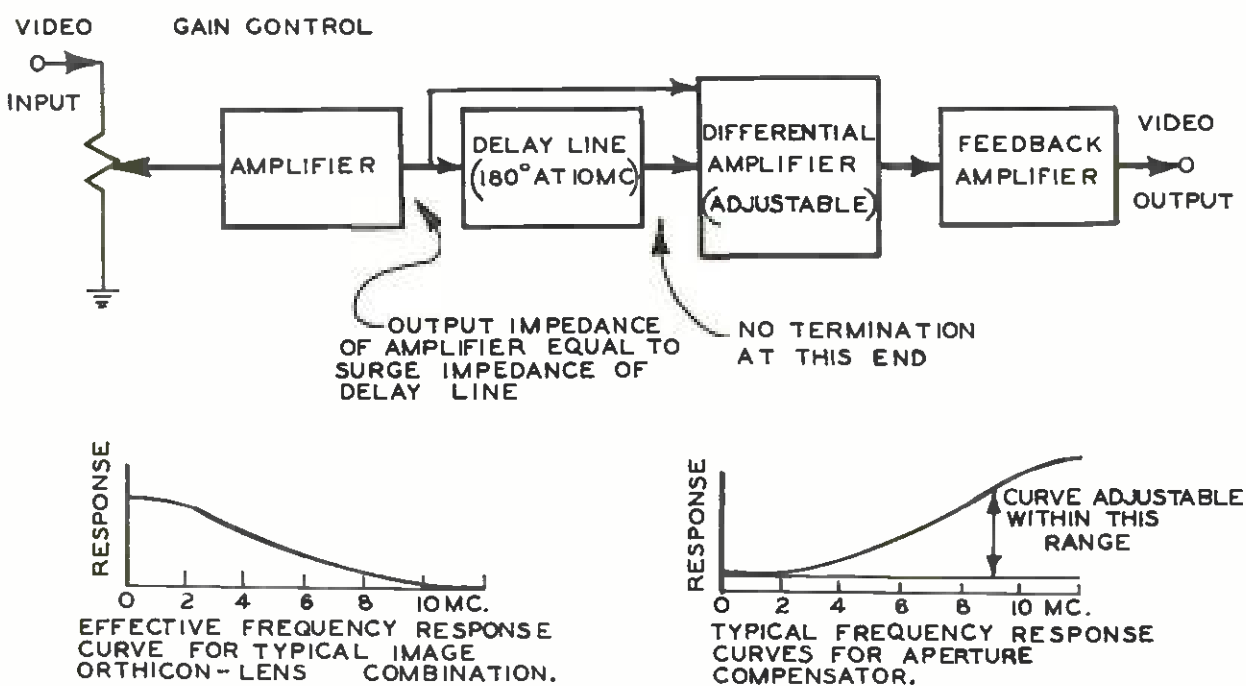 VIDEO
GAIN CONTROL
INPUT
AMPLIFIER
DELAY LINE
(180° AT 10MC)
DIFFERENTIAL
AMPLIFIER
(ADJUSTABLE)
FEEDBACK
AMPLIFIER
VIDEO
OUTPUT
OUTPUT IMPEDANCE
OF AMPLIFIER EQUAL TO
SURGE IMPEDANCE OF
DELAY LINE
NO TERMINATION
AT THIS END
RESPONSE
0 2 4 6 8 10 MC.
EFFECTIVE FREQUENCY RESPONSE
CURVE FOR TYPICAL IMAGE
ORTHICON-LENS COMBINATION.
RESPONSE
CURVE ADJUSTABLE
WITHIN THIS
RANGE
0 2 4 6 8 10 MC.
TYPICAL FREQUENCY RESPONSE
CURVES FOR APERTURE
COMPENSATOR.